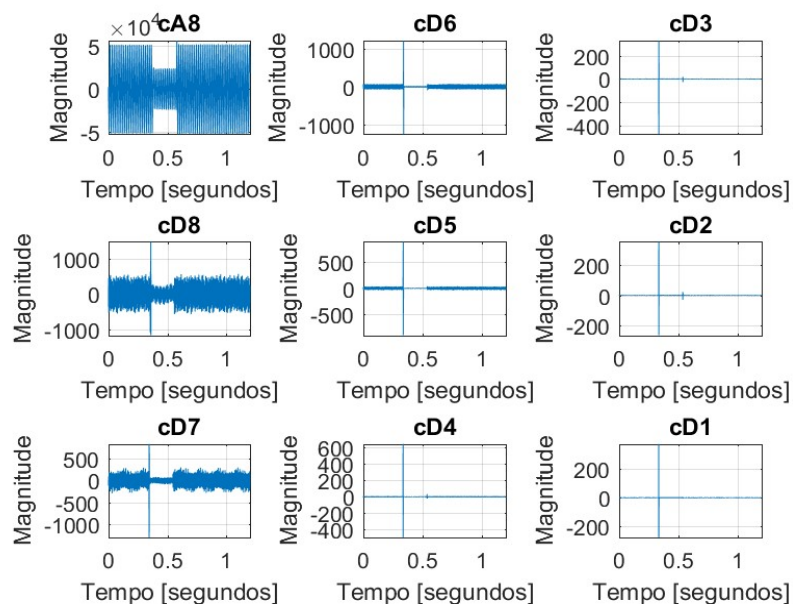 ×10⁴
cA8
Magnitude
5
0
-5
0 0.5 1
Tempo [segundos]
cD6
Magnitude
1000
0
-1000
0 0.5 1
Tempo [segundos]
cD3
Magnitude
200
0
-200
-400
0 0.5 1
Tempo [segundos]
cD8
Magnitude
1000
0
-1000
0 0.5 1
Tempo [segundos]
cD5
Magnitude
500
0
-500
0 0.5 1
Tempo [segundos]
cD2
Magnitude
200
0
-200
0 0.5 1
Tempo [segundos]
cD7
Magnitude
500
0
-500
-1000
0 0.5 1
Tempo [segundos]
cD4
Magnitude
600
400
200
0
-200
-400
0 0.5 1
Tempo [segundos]
cD1
Magnitude
200
0
-200
0 0.5 1
Tempo [segundos]